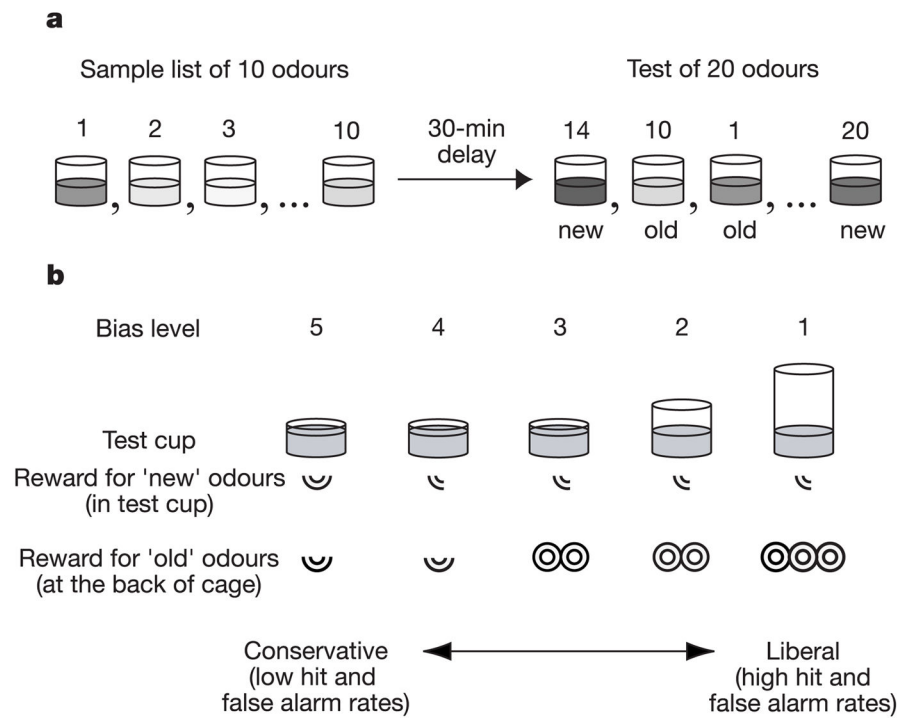 a
Sample list of 10 odours
Test of 20 odours
1 2 3 10
30-min
delay
14 10 1 20
, , , ...
, , , ...
new old old new
b
Bias level 5 4 3 2 1
Test cup
Reward for 'new' odours
(in test cup)
Reward for 'old' odours
(at the back of cage)
Conservative
(low hit and
false alarm rates)
Liberal
(high hit and
false alarm rates)